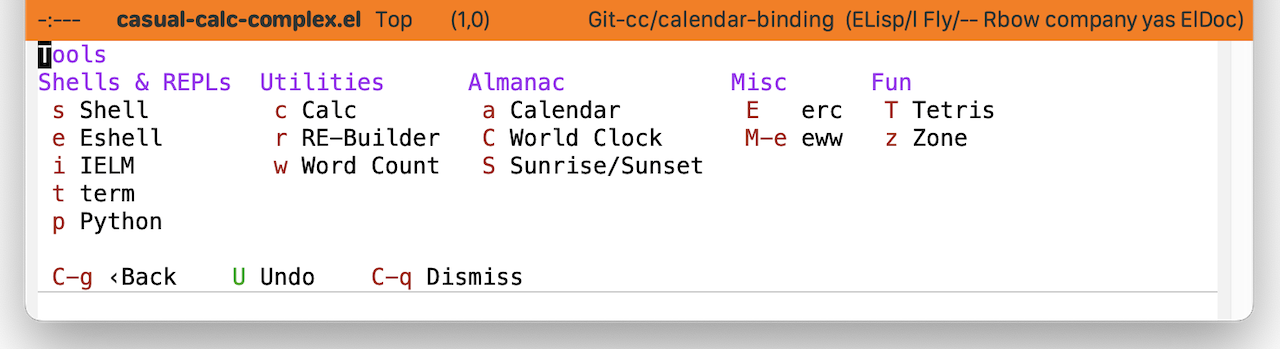 -:--- casual-calc-complex.el Top (1,0) Git-cc/calendar-binding (ELisp/l Fly/-- Rbow company yas ElDoc)
Tools
Shells & REPLs Utilities Almanac Misc Fun
s Shell c Calc a Calendar E erc T Tetris
e Eshell r RE-Builder C World Clock M-e eww z Zone
i IELM w Word Count S Sunrise/Sunset
t term
p Python
C-g ‹Back U Undo C-q Dismiss